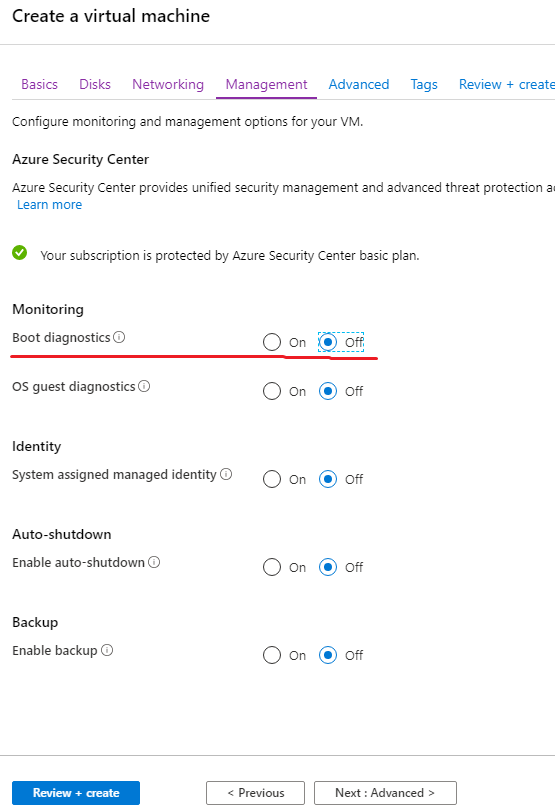 Create a virtual machine
Basics Disks Networking Management Advanced Tags Review + create
Configure monitoring and management options for your VM.
Azure Security Center
Azure Security Center provides unified security management and advanced threat protection
Learn more
Your subscription is protected by Azure Security Center basic plan.
Monitoring
Boot diagnostics On Off
OS guest diagnostics On Off
Identity
System assigned managed identity On Off
Auto-shutdown
Enable auto-shutdown On Off
Backup
Enable backup On Off
Review + create < Previous Next : Advanced >